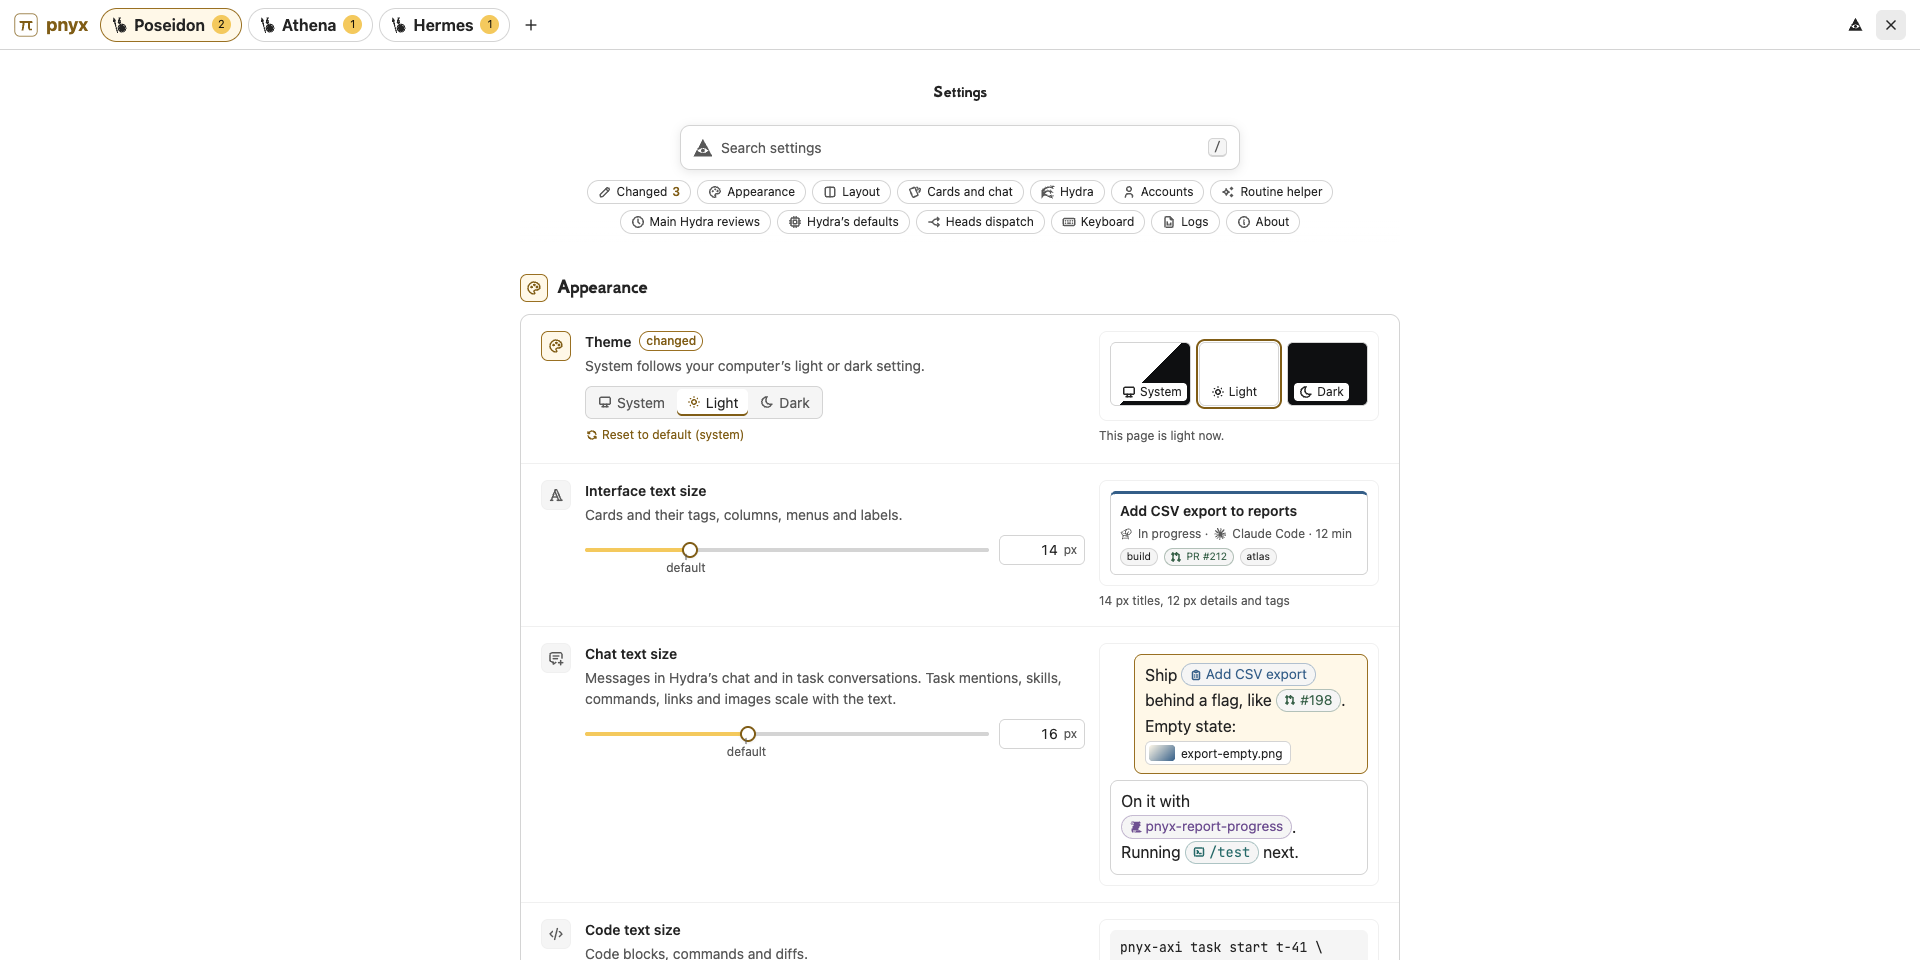 pnyx Poseidon 2 Athena 1 Hermes 1 +
Settings
Search settings /
Changed 3 Appearance Layout Cards and chat Hydra Accounts Routine helper
Main Hydra reviews Hydra’s defaults Heads dispatch Keyboard Logs About
Appearance
Theme changed
System follows your computer’s light or dark setting.
System Light Dark
Reset to default (system)
System Light Dark
This page is light now.
Interface text size
Cards and their tags, columns, menus and labels.
14 px
default
Add CSV export to reports
In progress · Claude Code · 12 min
build PR #212 atlas
14 px titles, 12 px details and tags
Chat text size
Messages in Hydra’s chat and in task conversations. Task mentions, skills,
commands, links and images scale with the text.
16 px
default
Ship Add CSV export
behind a flag, like #198.
Empty state:
export-empty.png
On it with
pnyx-report-progress.
Running /test next.
Code text size
Code blocks, commands and diffs.
pnyx-axi task start t-41 \